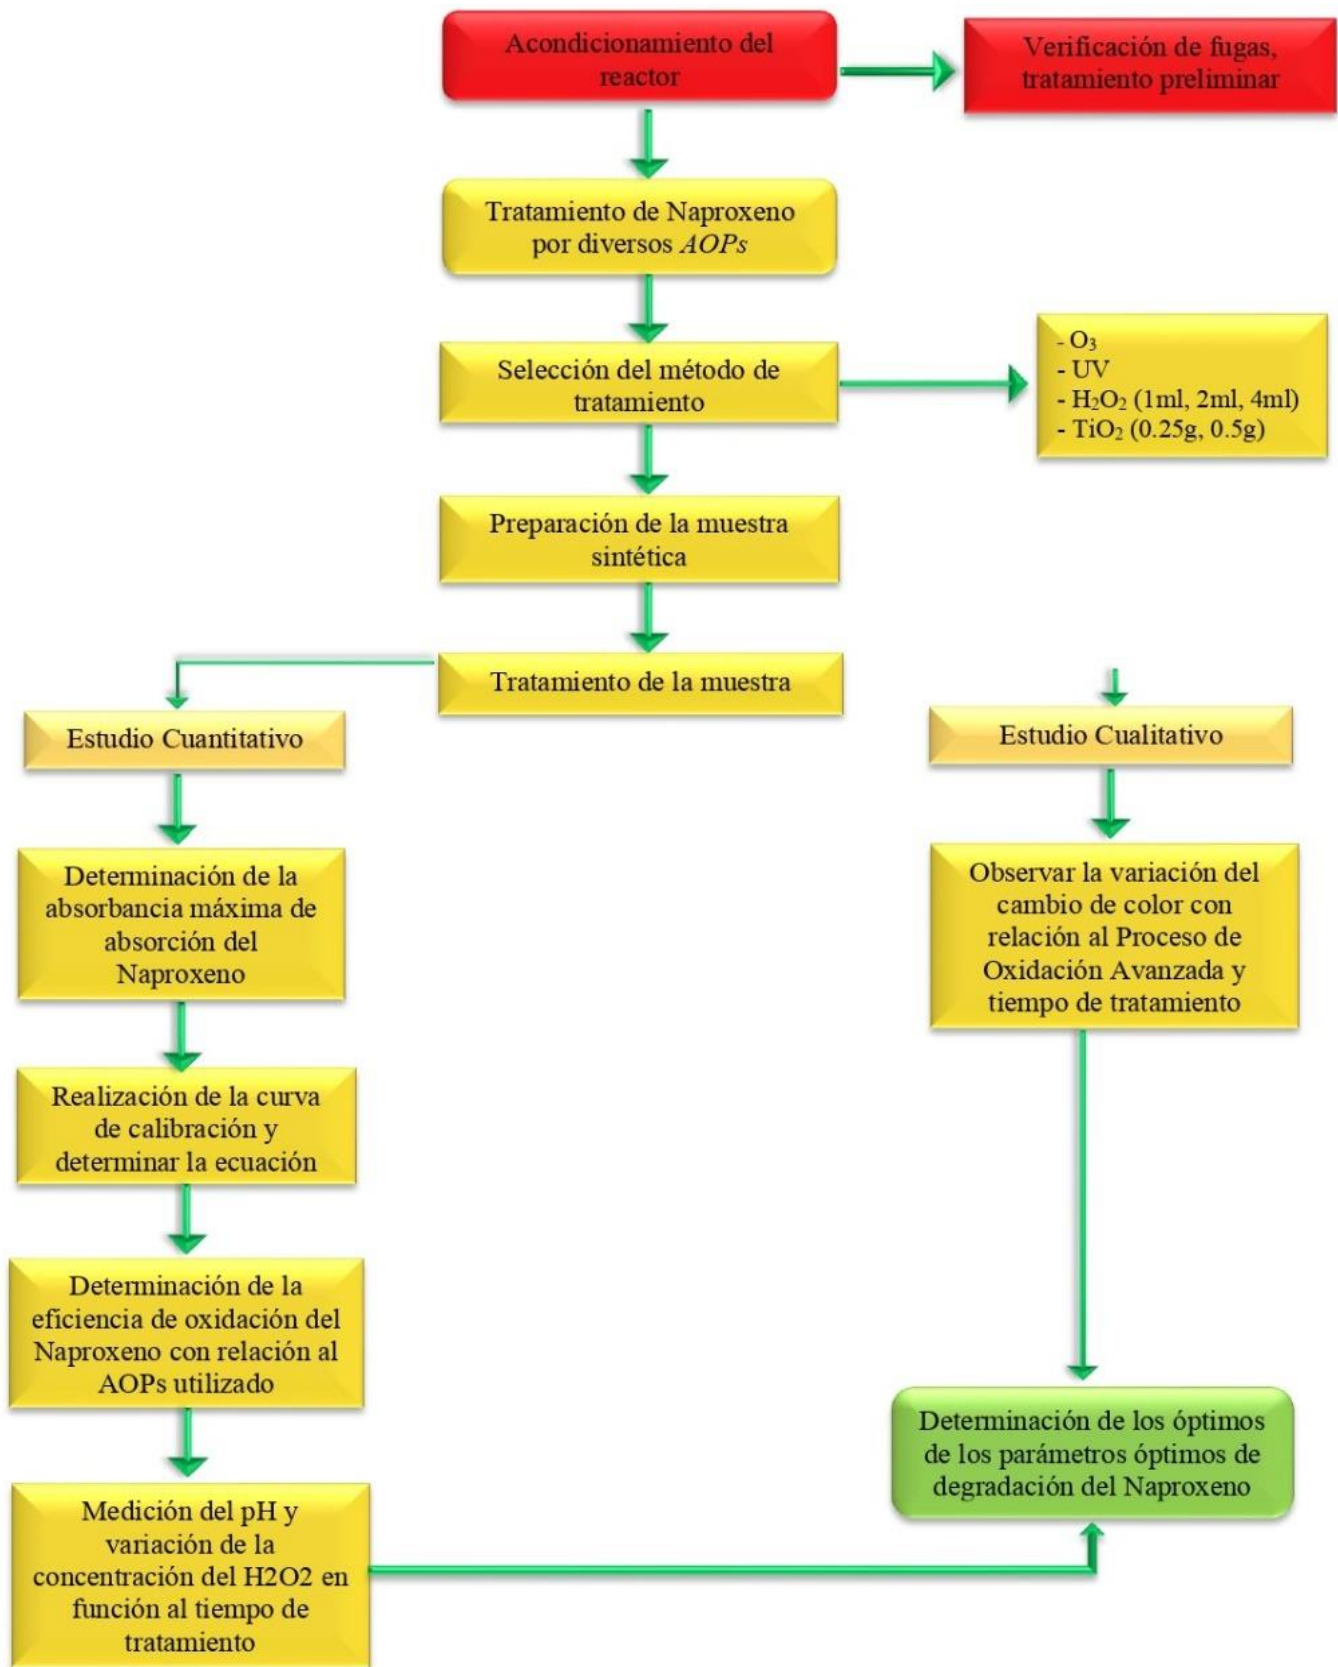 Acondicionamiento del
reactor
Verificación de fugas,
tratamiento preliminar
Tratamiento de Naproxeno
por diversos AOPs
Selección del método de
tratamiento
- O₃
- UV
- H₂O₂ (1ml, 2ml, 4ml)
- TiO₂ (0.25g, 0.5g)
Preparación de la muestra
sintética
Tratamiento de la muestra
Estudio Cuantitativo
Determinación de la
absorbancia máxima de
absorción del
Naproxeno
Realización de la curva
de calibración y
determinar la ecuación
Determinación de la
eficiencia de oxidación del
Naproxeno con relación al
AOPs utilizado
Medición del pH y
variación de la
concentración del H2O2 en
función al tiempo de
tratamiento
Estudio Cualitativo
Observar la variación del
cambio de color con
relación al Proceso de
Oxidación Avanzada y
tiempo de tratamiento
Determinación de los óptimos
de los parámetros óptimos de
degradación del Naproxeno